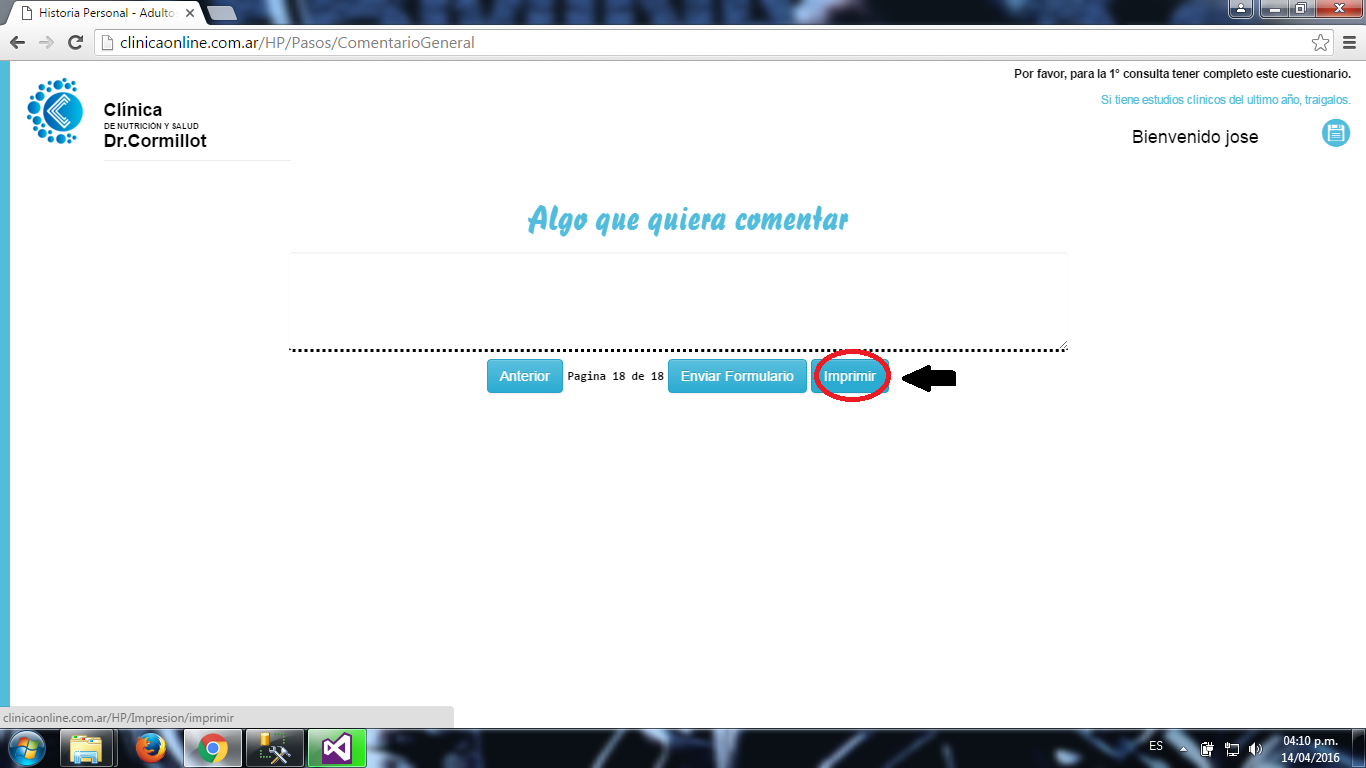 Historia Personal - Adulto
clinicaonline.com.ar/HP/Pasos/ComentarioGeneral
Por favor, para la 1° consulta tener completo este cuestionario.
Si tiene estudios clinicos del ultimo año, traigalos.
Clínica
DE NUTRICIÓN Y SALUD
Dr.Cormillot
Bienvenido jose
Algo que quiera comentar
Anterior Pagina 18 de 18 Enviar Formulario Imprimir
clinicaonline.com.ar/HP/Impresion/imprimir
ES
04:10 p.m.
14/04/2016